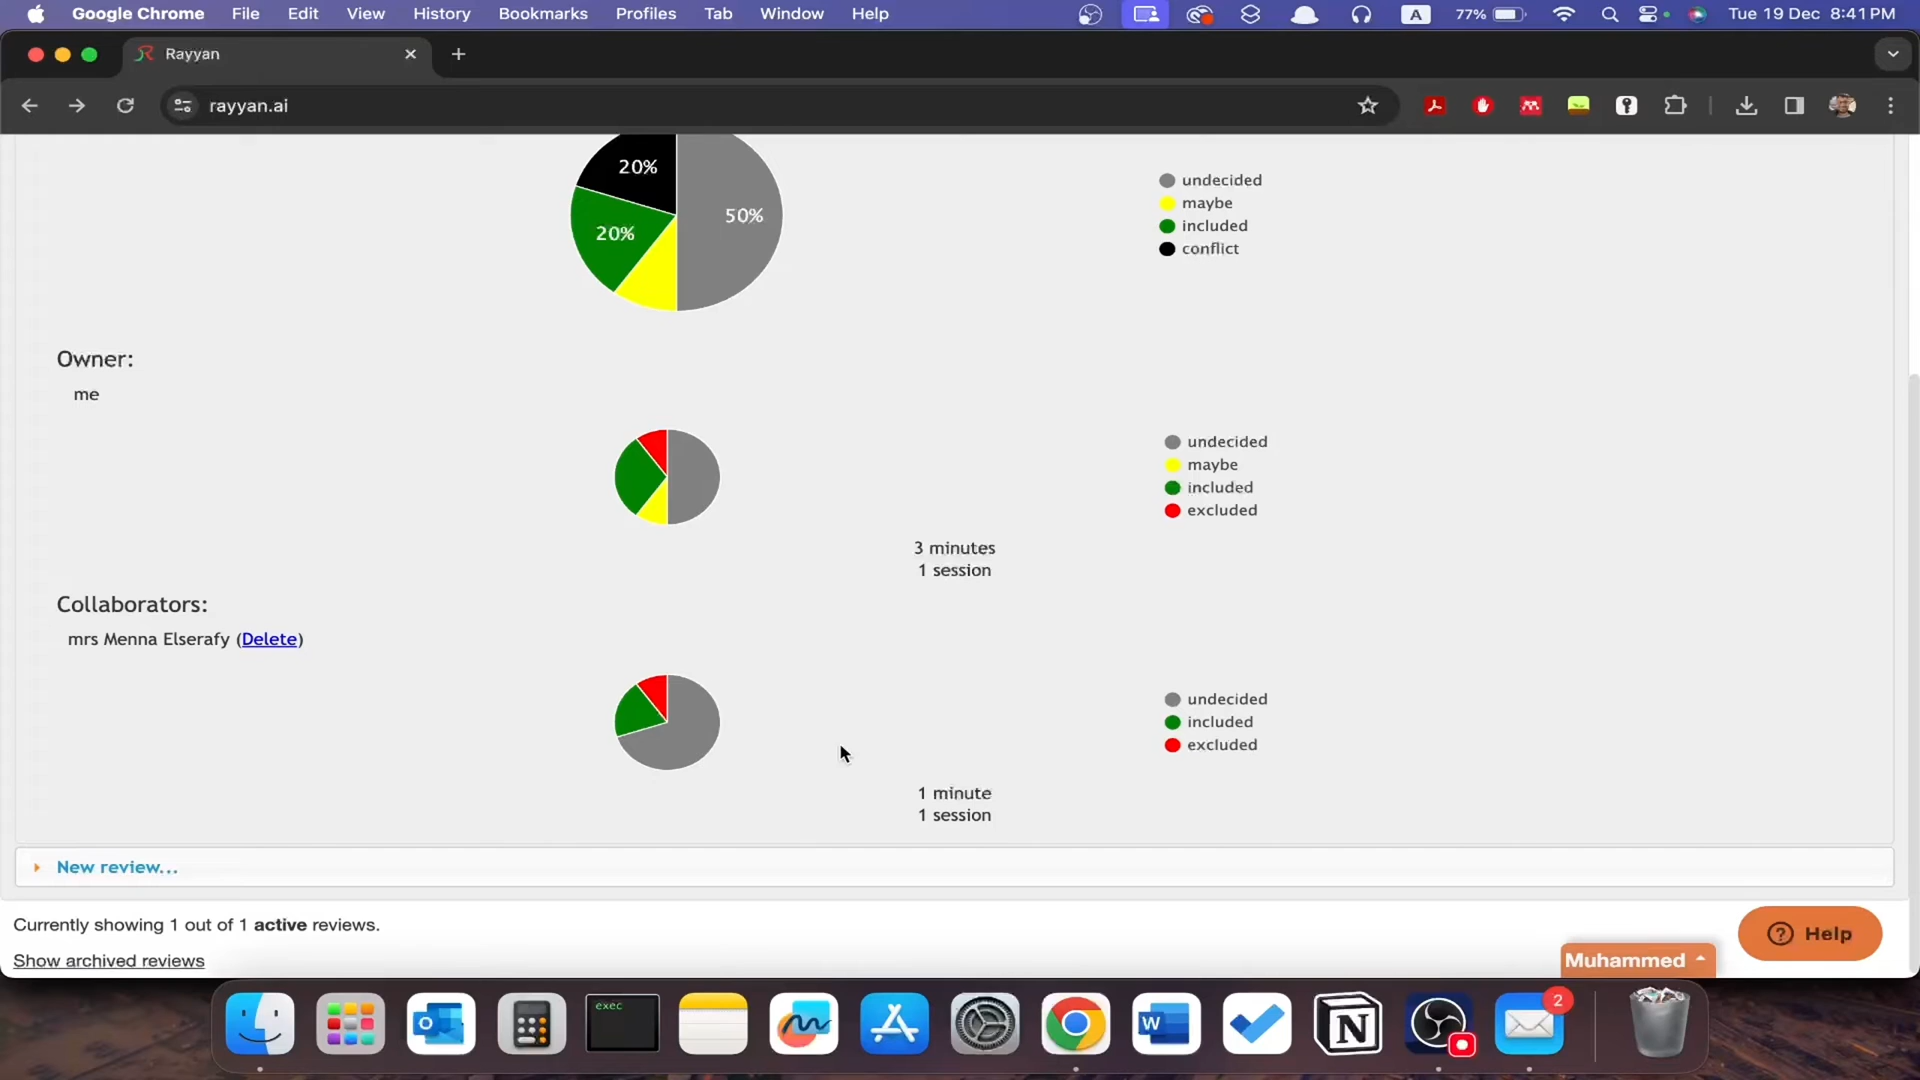 Google Chrome File Edit View History Bookmarks Profiles Tab Window Help A 77% Tue 19 Dec 8:41 PM
Rayyan
rayyan.ai
20%
50%
20%
undecided
maybe
included
conflict
Owner:
me
undecided
maybe
included
excluded
3 minutes
1 session
Collaborators:
mrs Menna Elserafy (Delete)
undecided
included
excluded
1 minute
1 session
New review...
Currently showing 1 out of 1 active reviews.
Show archived reviews
Help
Muhammed
exec
2